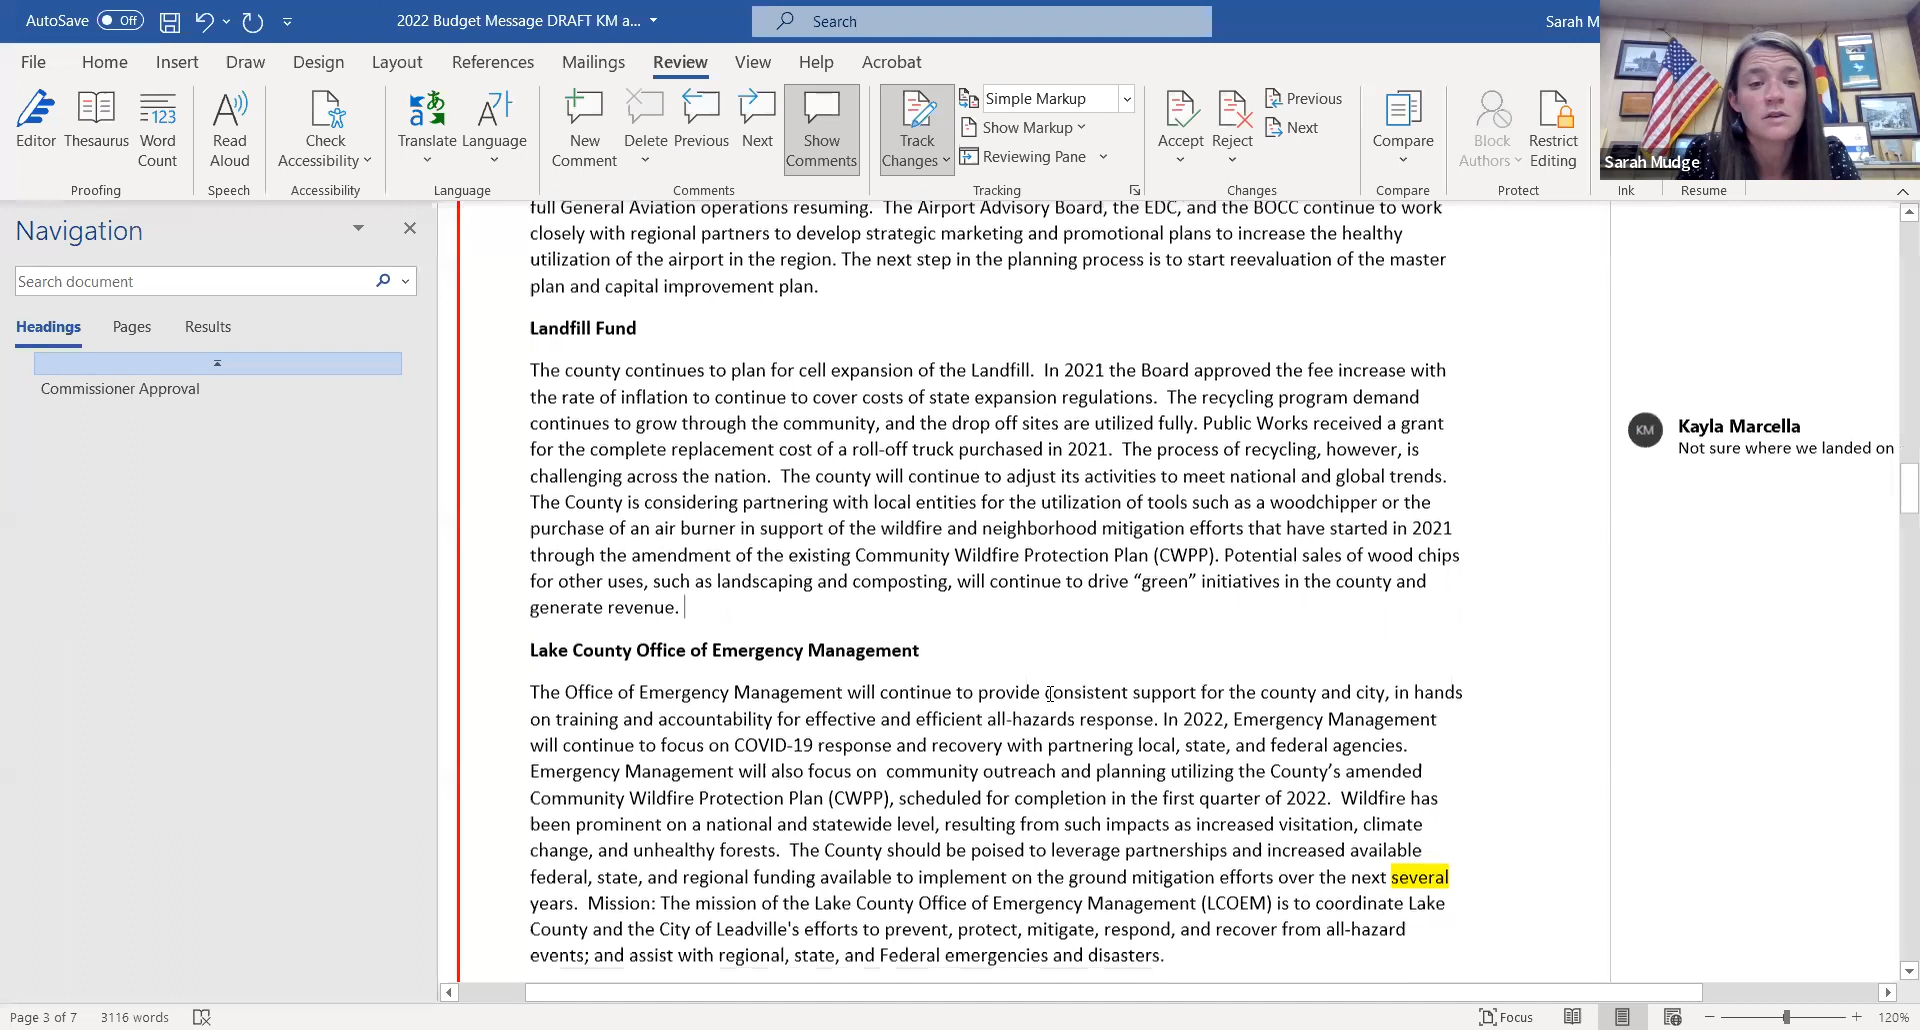 AutoSave Off 2022 Budget Message DRAFT KM a... Search Sarah M
File Home Insert Draw Design Layout References Mailings Review View Help Acrobat
Editor Thesaurus Word Count
Proofing
Read Aloud
Speech
Check Accessibility
Accessibility
Translate Language
Language
New Comment Delete Previous Next Show Comments
Comments
Track Changes
Simple Markup
Show Markup
Reviewing Pane
Tracking
Accept Reject
Previous
Next
Changes
Compare
Compare
Block Authors Restrict Editing
Protect
Ink
Resume
Sarah Mudge
Navigation
Search document
Headings Pages Results
Commissioner Approval
full General Aviation operations resuming. The Airport Advisory Board, the EDC, and the BOCC continue to work
closely with regional partners to develop strategic marketing and promotional plans to increase the healthy
utilization of the airport in the region. The next step in the planning process is to start reevaluation of the master
plan and capital improvement plan.
Landfill Fund
The county continues to plan for cell expansion of the Landfill. In 2021 the Board approved the fee increase with
the rate of inflation to continue to cover costs of state expansion regulations. The recycling program demand
continues to grow through the community, and the drop off sites are utilized fully. Public Works received a grant
for the complete replacement cost of a roll-off truck purchased in 2021. The process of recycling, however, is
challenging across the nation. The county will continue to adjust its activities to meet national and global trends.
The County is considering partnering with local entities for the utilization of tools such as a woodchipper or the
purchase of an air burner in support of the wildfire and neighborhood mitigation efforts that have started in 2021
through the amendment of the existing Community Wildfire Protection Plan (CWPP). Potential sales of wood chips
for other uses, such as landscaping and composting, will continue to drive “green” initiatives in the county and
generate revenue.
Lake County Office of Emergency Management
The Office of Emergency Management will continue to provide consistent support for the county and city, in hands
on training and accountability for effective and efficient all-hazards response. In 2022, Emergency Management
will continue to focus on COVID-19 response and recovery with partnering local, state, and federal agencies.
Emergency Management will also focus on community outreach and planning utilizing the County’s amended
Community Wildfire Protection Plan (CWPP), scheduled for completion in the first quarter of 2022. Wildfire has
been prominent on a national and statewide level, resulting from such impacts as increased visitation, climate
change, and unhealthy forests. The County should be poised to leverage partnerships and increased available
federal, state, and regional funding available to implement on the ground mitigation efforts over the next several
years. Mission: The mission of the Lake County Office of Emergency Management (LCOEM) is to coordinate Lake
County and the City of Leadville's efforts to prevent, protect, mitigate, respond, and recover from all-hazard
events; and assist with regional, state, and Federal emergencies and disasters.
KM Kayla Marcella
Not sure where we landed on
Page 3 of 7 3116 words Focus 120%